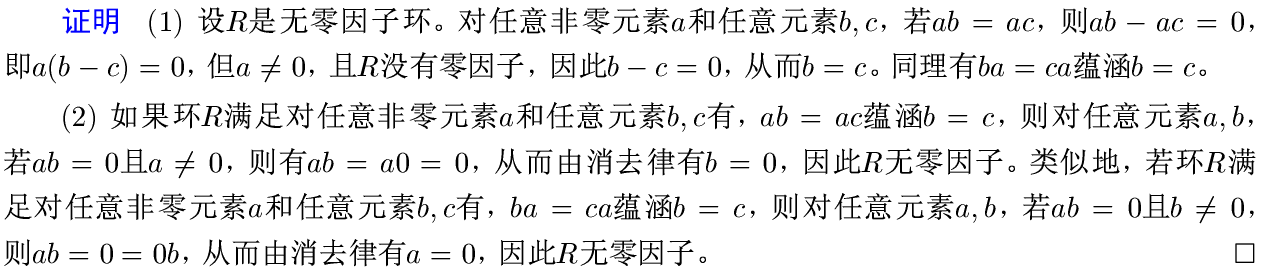 证明 (1) 设R是无零因子环。对任意非零元素a和任意元素b, c，若ab = ac，则ab − ac = 0，
即a(b − c) = 0，但a ≠ 0，且R没有零因子，因此b − c = 0，从而b = c。同理有ba = ca蕴涵b = c。
(2) 如果环R满足对任意非零元素a和任意元素b, c有，ab = ac蕴涵b = c，则对任意元素a, b，
若ab = 0且a ≠ 0，则有ab = a0 = 0，从而由消去律有b = 0，因此R无零因子。类似地，若环R满
足对任意非零元素a和任意元素b, c有，ba = ca蕴涵b = c，则对任意元素a, b，若ab = 0且b ≠ 0，
则ab = 0 = 0b，从而由消去律有a = 0，因此R无零因子。 □